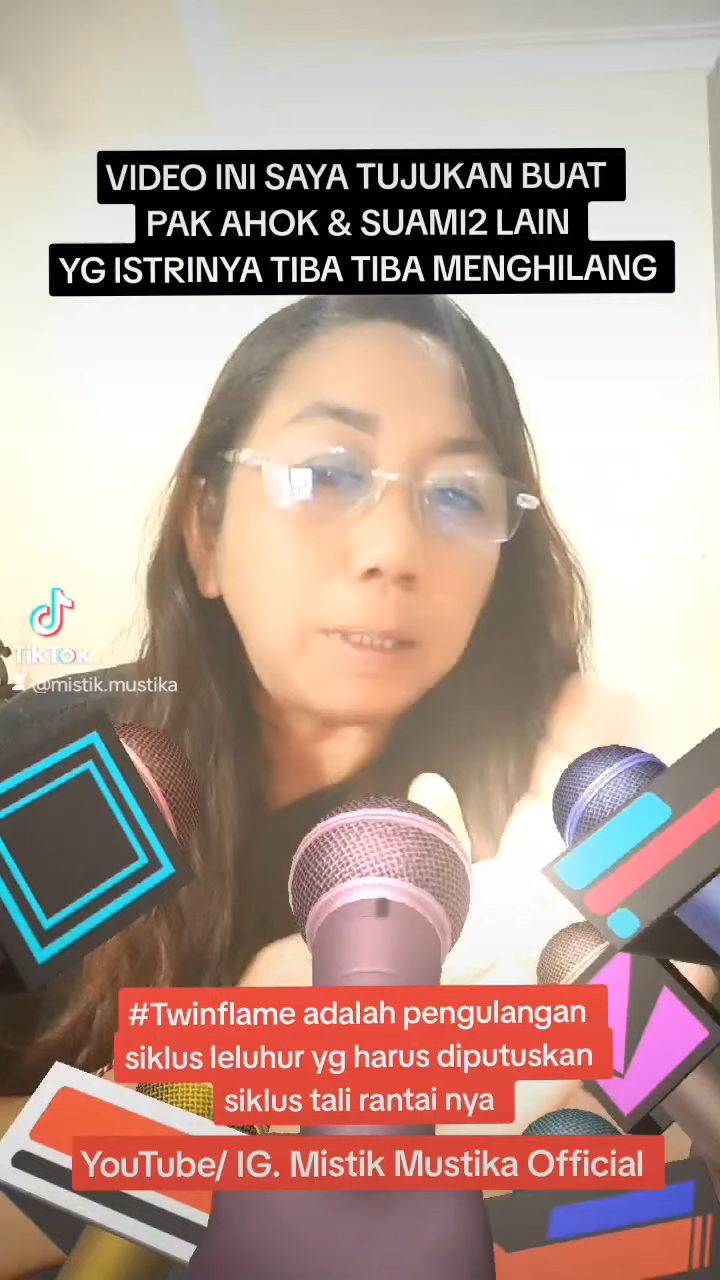 VIDEO INI SAYA TUJUKAN BUAT
PAK AHOK & SUAMI2 LAIN
YG ISTRINYA TIBA TIBA MENGHILANG
TikTok
@mistik.mustika
#Twinflame adalah pengulangan
siklus leluhur yg harus diputuskan
siklus tali rantai nya
YouTube/ IG. Mistik Mustika Official